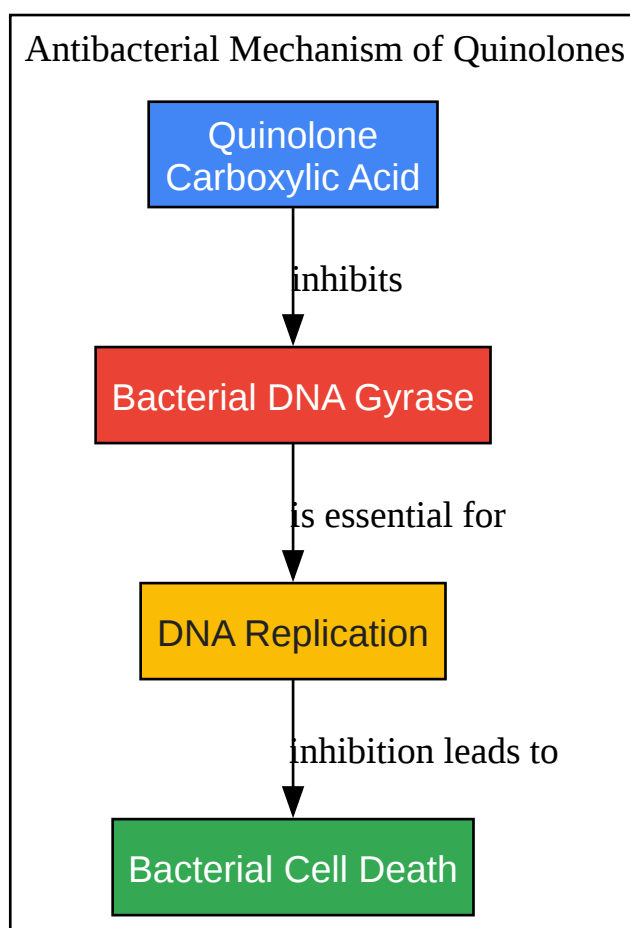 Antibacterial Mechanism of Quinolones
Quinolone
Carboxylic Acid
inhibits
Bacterial DNA Gyrase
is essential for
DNA Replication
inhibition leads to
Bacterial Cell Death